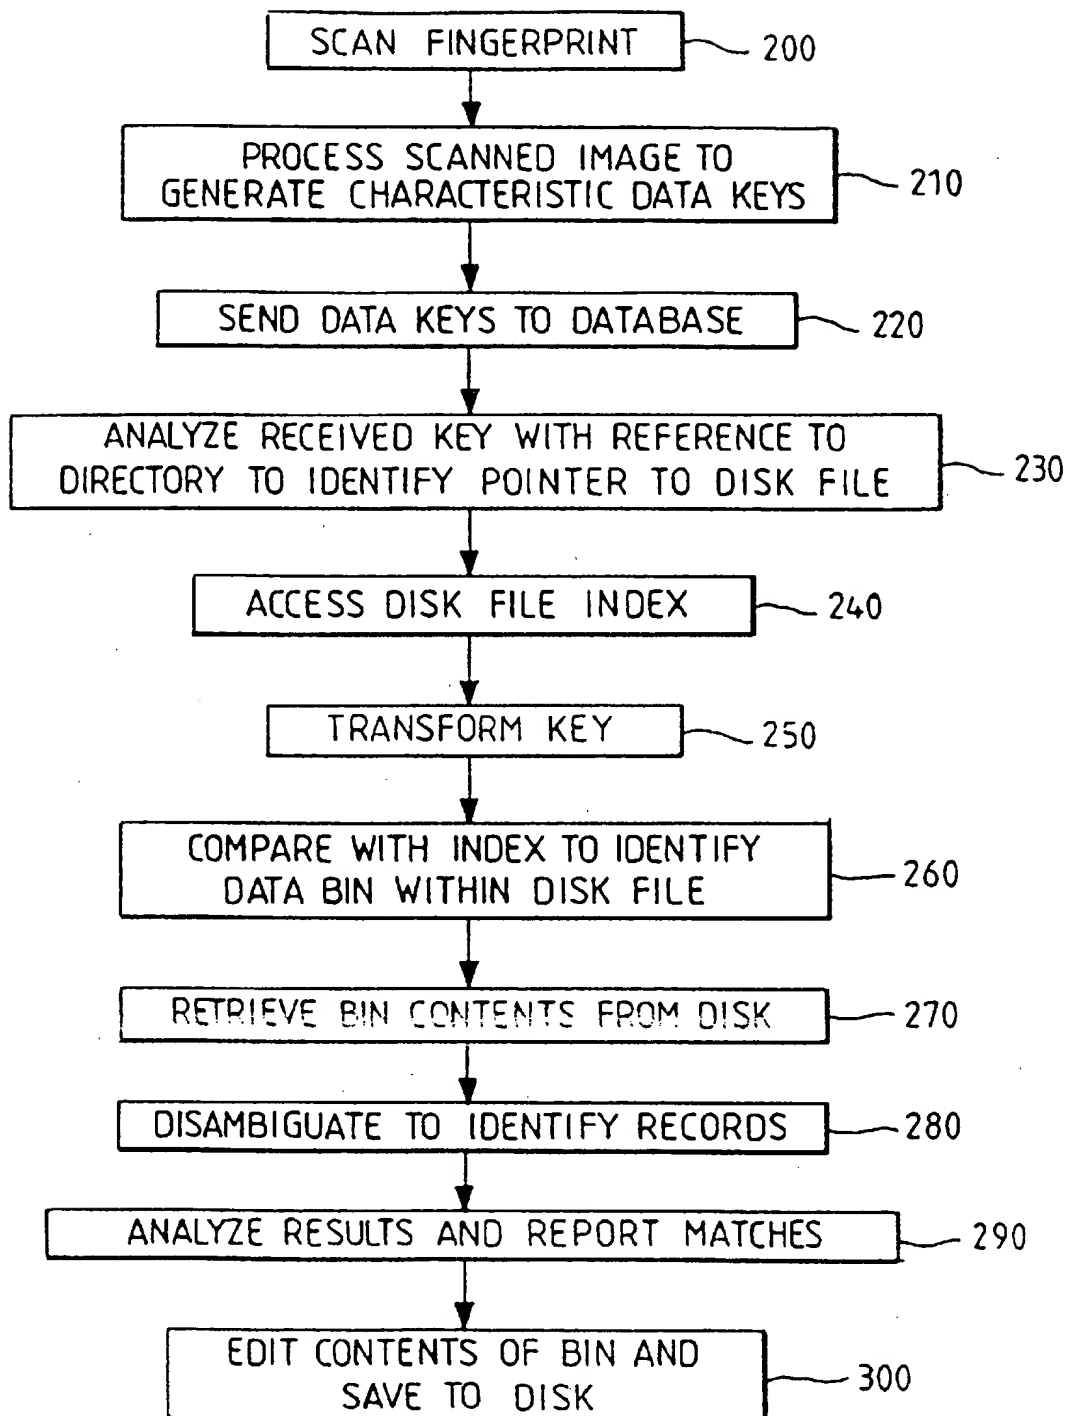 SCAN FINGERPRINT
200
PROCESS SCANNED IMAGE TO
GENERATE CHARACTERISTIC DATA KEYS
210
SEND DATA KEYS TO DATABASE
220
ANALYZE RECEIVED KEY WITH REFERENCE TO
DIRECTORY TO IDENTIFY POINTER TO DISK FILE
230
ACCESS DISK FILE INDEX
240
TRANSFORM KEY
250
COMPARE WITH INDEX TO IDENTIFY
DATA BIN WITHIN DISK FILE
260
RETRIEVE BIN CONTENTS FROM DISK
270
DISAMBIGUATE TO IDENTIFY RECORDS
280
ANALYZE RESULTS AND REPORT MATCHES
290
EDIT CONTENTS OF BIN AND
SAVE TO DISK
300